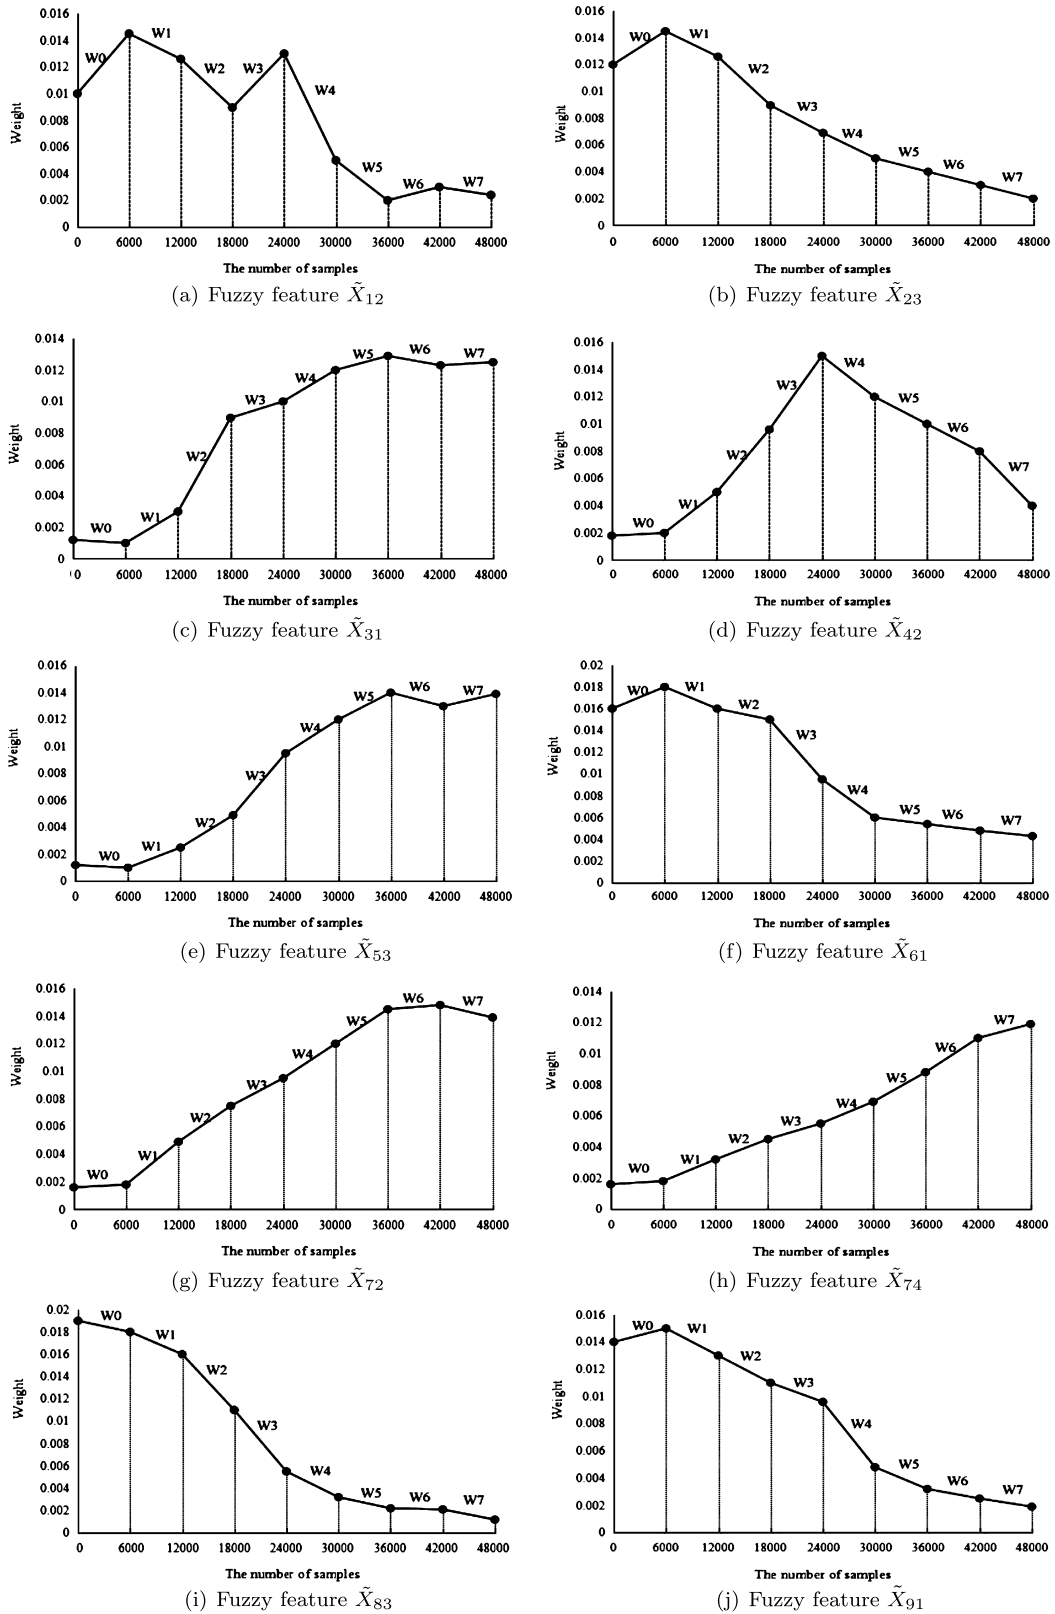 0.016
0.014
0.012
0.01
0.008
0.006
0.004
0.002
0
Weight
W0 W1 W2 W3 W4 W5 W6 W7
0 6000 12000 18000 24000 30000 36000 42000 48000
The number of samples
(a) Fuzzy feature X̃12
0.016
0.014
0.012
0.01
0.008
0.006
0.004
0.002
0
Weight
W0 W1 W2 W3 W4 W5 W6 W7
0 6000 12000 18000 24000 30000 36000 42000 48000
The number of samples
(b) Fuzzy feature X̃23
0.014
0.012
0.01
0.008
0.006
0.004
0.002
0
Weight
W0 W1 W2 W3 W4 W5 W6 W7
0 6000 12000 18000 24000 30000 36000 42000 48000
The number of samples
(c) Fuzzy feature X̃31
0.016
0.014
0.012
0.01
0.008
0.006
0.004
0.002
0
Weight
W0 W1 W2 W3 W4 W5 W6 W7
0 6000 12000 18000 24000 30000 36000 42000 48000
The number of samples
(d) Fuzzy feature X̃42
0.016
0.014
0.012
0.01
0.008
0.006
0.004
0.002
0
Weight
W0 W1 W2 W3 W4 W5 W6 W7
0 6000 12000 18000 24000 30000 36000 42000 48000
The number of samples
(e) Fuzzy feature X̃53
0.02
0.018
0.016
0.014
0.012
0.01
0.008
0.006
0.004
0.002
0
Weight
W0 W1 W2 W3 W4 W5 W6 W7
0 6000 12000 18000 24000 30000 36000 42000 48000
The number of samples
(f) Fuzzy feature X̃61
0.016
0.014
0.012
0.01
0.008
0.006
0.004
0.002
0
Weight
W0 W1 W2 W3 W4 W5 W6 W7
0 6000 12000 18000 24000 30000 36000 42000 48000
The number of samples
(g) Fuzzy feature X̃72
0.014
0.012
0.01
0.008
0.006
0.004
0.002
0
Weight
W0 W1 W2 W3 W4 W5 W6 W7
0 6000 12000 18000 24000 30000 36000 42000 48000
The number of samples
(h) Fuzzy feature X̃74
0.02
0.018
0.016
0.014
0.012
0.01
0.008
0.006
0.004
0.002
0
Weight
W0 W1 W2 W3 W4 W5 W6 W7
0 6000 12000 18000 24000 30000 36000 42000 48000
The number of samples
(i) Fuzzy feature X̃83
0.016
0.014
0.012
0.01
0.008
0.006
0.004
0.002
0
Weight
W0 W1 W2 W3 W4 W5 W6 W7
0 6000 12000 18000 24000 30000 36000 42000 48000
The number of samples
(j) Fuzzy feature X̃91